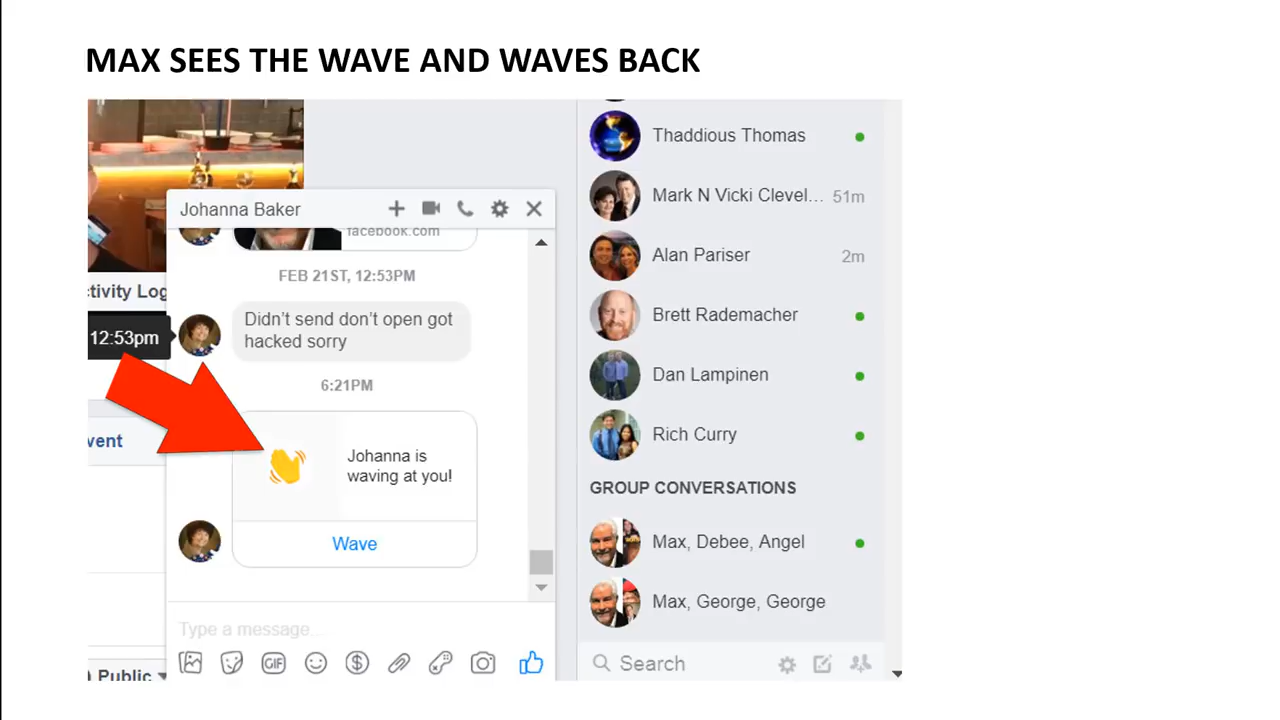 MAX SEES THE WAVE AND WAVES BACK
Johanna Baker
facebook.com
FEB 21ST, 12:53PM
ctivity Log
12:53pm
Didn't send don't open got
hacked sorry
6:21PM
vent
Johanna is
waving at you!
Wave
Type a message...
GIF
$
Public
Thaddious Thomas
Mark N Vicki Clevel... 51m
Alan Pariser 2m
Brett Rademacher
Dan Lampinen
Rich Curry
GROUP CONVERSATIONS
Max, Debee, Angel
Max, George, George
Search